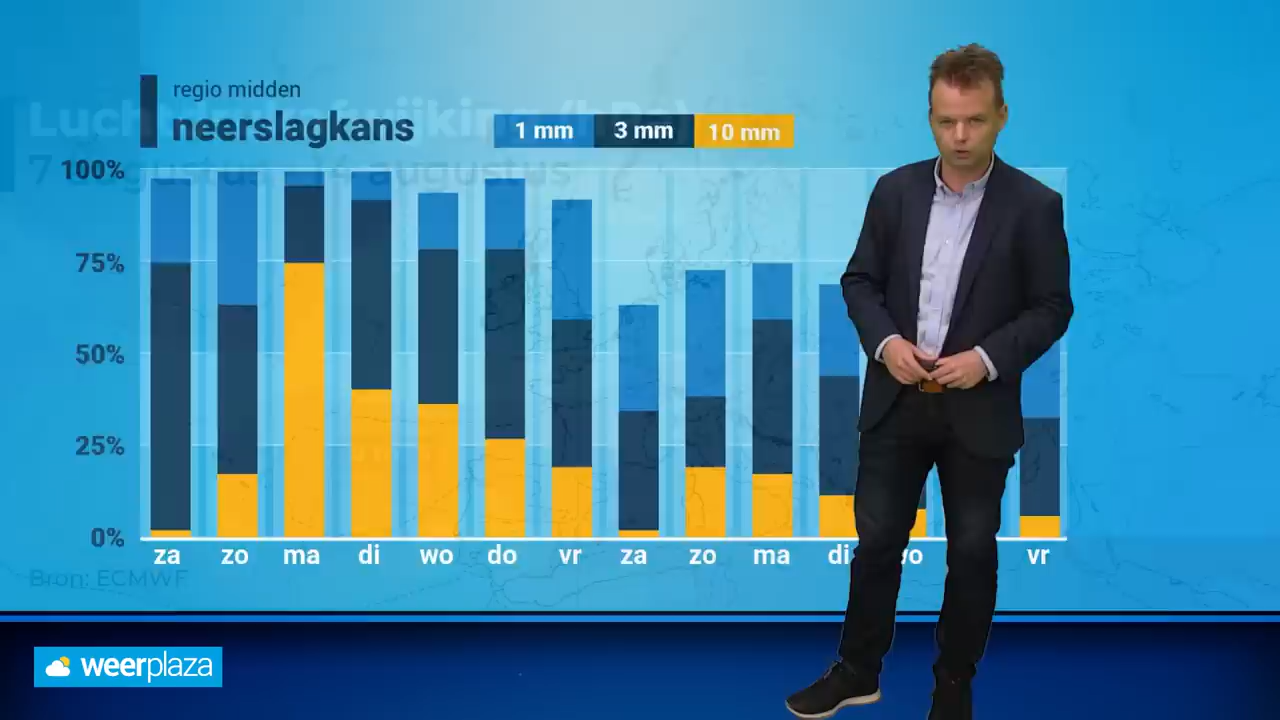 regio midden
neerslagkans
1 mm 3 mm 10 mm
100%
75%
50%
25%
0%
za zo ma di wo do vr za zo ma di vr
Bron: ECMWF
weerplaza